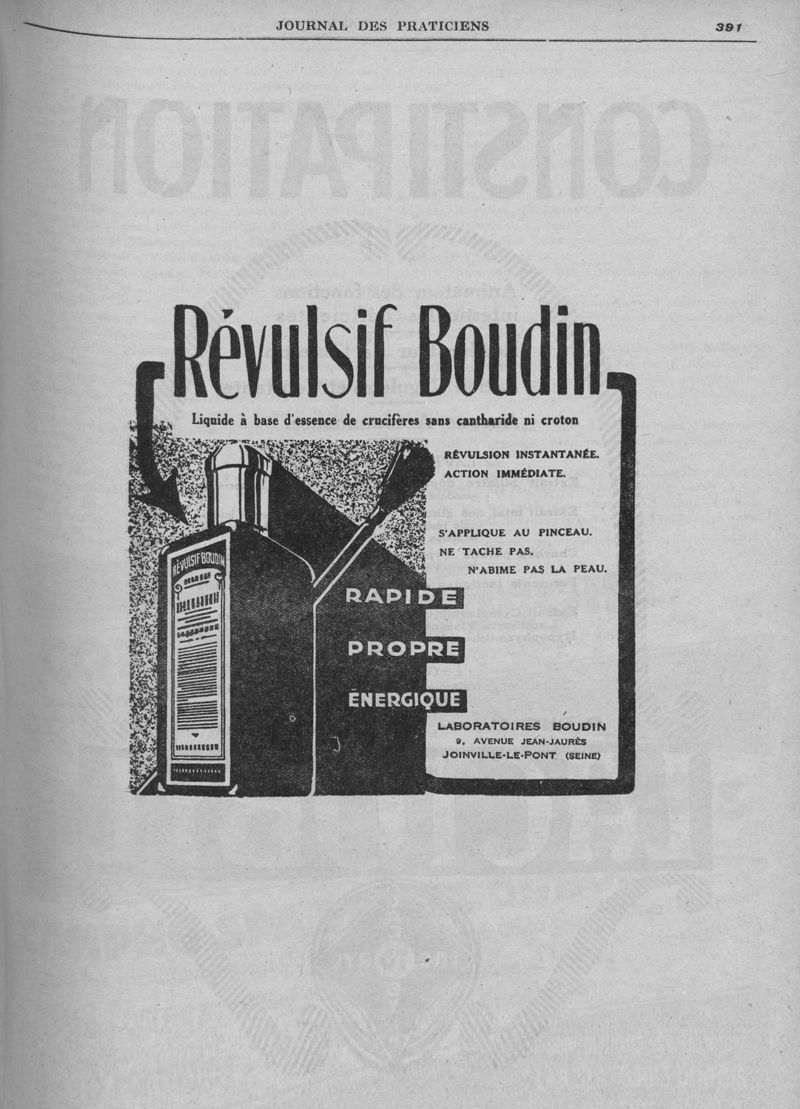 JOURNAL DES PRATICIENS 391
Révulsif Boudin
Liquide à base d'essence de crucifères sans cantharide ni croton
RÉVULSION INSTANTANÉE.
ACTION IMMÉDIATE.
S'APPLIQUE AU PINCEAU.
NE TACHE PAS,
N'ABIME PAS LA PEAU.
RÉVULSIF BOUDIN
RAPIDE
PROPRE
ÉNERGIQUE
LABORATOIRES BOUDIN
9, AVENUE JEAN-JAURÈS
JOINVILLE-LE-PONT (SEINE)
CONSTIPATION